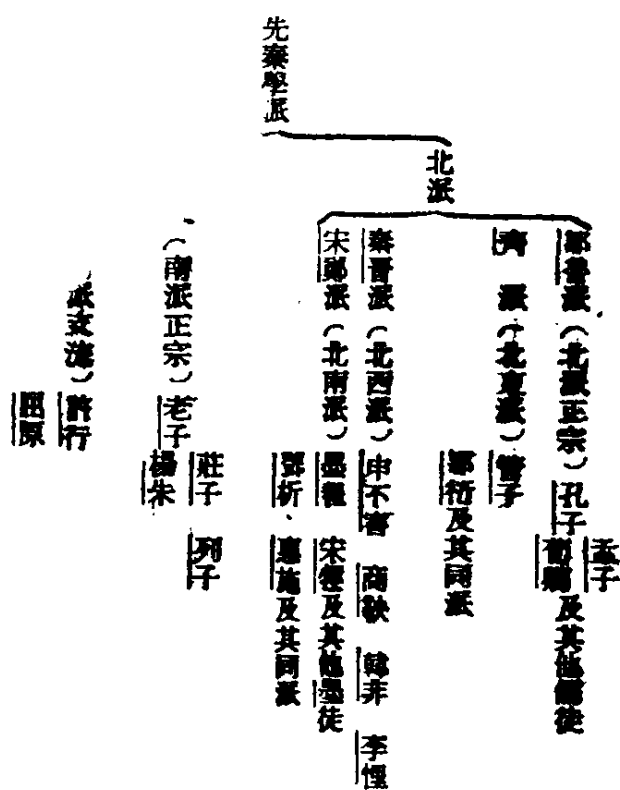 先秦學派
北派
鄒魯派（北派正宗）孔子
孟子
荀卿及其他儒徒
齊派（北東派）管子
鄒衍及其同派
秦晉派（北西派）申不害 商鞅 韓非 李悝
宋鄭派（北南派）墨翟 宋牼及其他墨徒
鄧析、惠施及其同派
（南派正宗）老子
莊子 列子
楊朱
派支流）許行
屈原